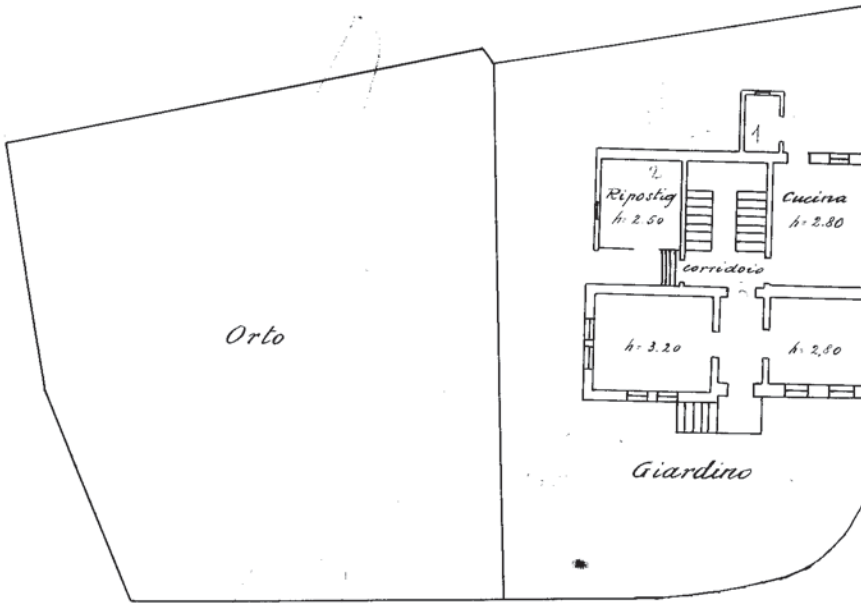 1
2
Ripostig
h=2.50
Cucina
h=2.80
corridoio
Orto
h=3.20
h=2,80
Giardino